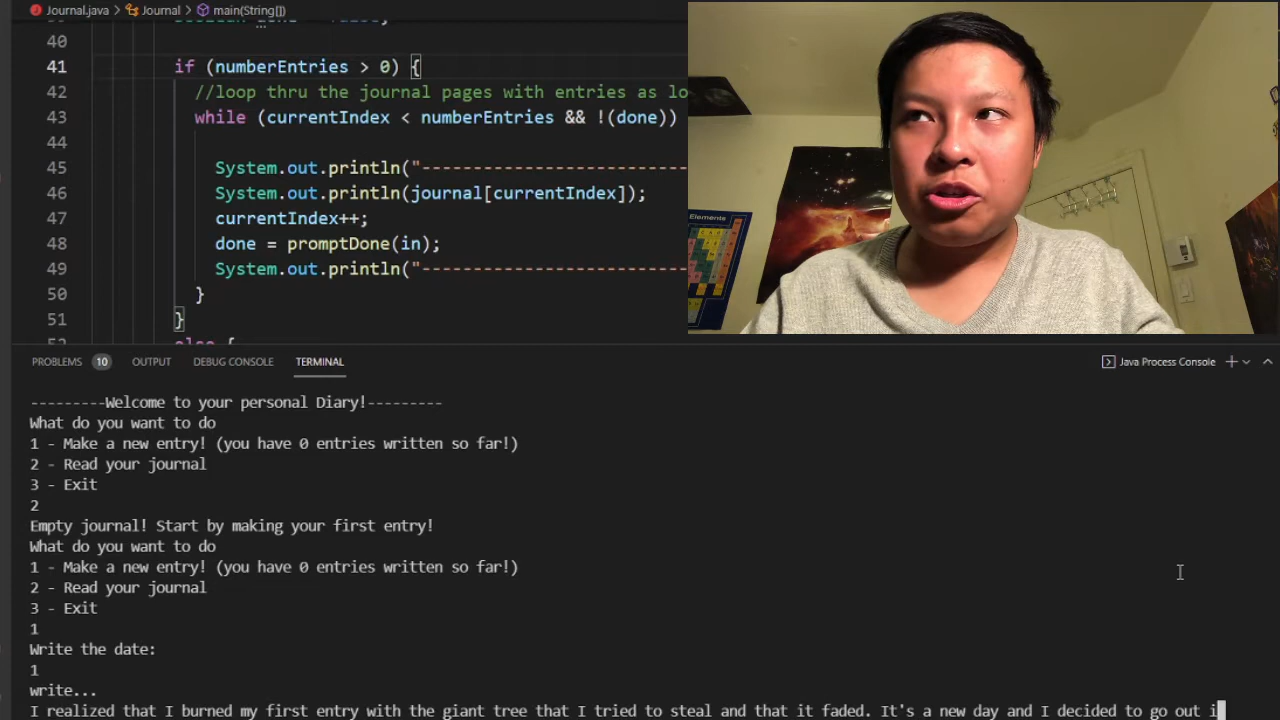 Journal.java > Journal > main(String[])
40
41 if (numberEntries > 0) {
42 //loop thru the journal pages with entries as lo
43 while (currentIndex < numberEntries && !(done))
44
45 System.out.println("---------------------------------
46 System.out.println(journal[currentIndex]);
47 currentIndex++;
48 done = promptDone(in);
49 System.out.println("---------------------------------
50 }
51 }
else {
Elements
PROBLEMS 10 OUTPUT DEBUG CONSOLE TERMINAL
Java Process Console
---------Welcome to your personal Diary!---------
What do you want to do
1 - Make a new entry! (you have 0 entries written so far!)
2 - Read your journal
3 - Exit
2
Empty journal! Start by making your first entry!
What do you want to do
1 - Make a new entry! (you have 0 entries written so far!)
2 - Read your journal
3 - Exit
1
Write the date:
1
write...
I realized that I burned my first entry with the giant tree that I tried to steal and that it faded. It's a new day and I decided to go out i